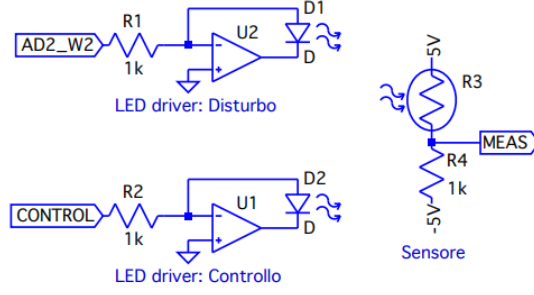 D1
R1
U2
AD2_W2
1k
D
LED driver: Disturbo
5V
R3
MEAS
R4
1k
-5V
Sensore
D2
R2
U1
CONTROL
1k
D
LED driver: Controllo